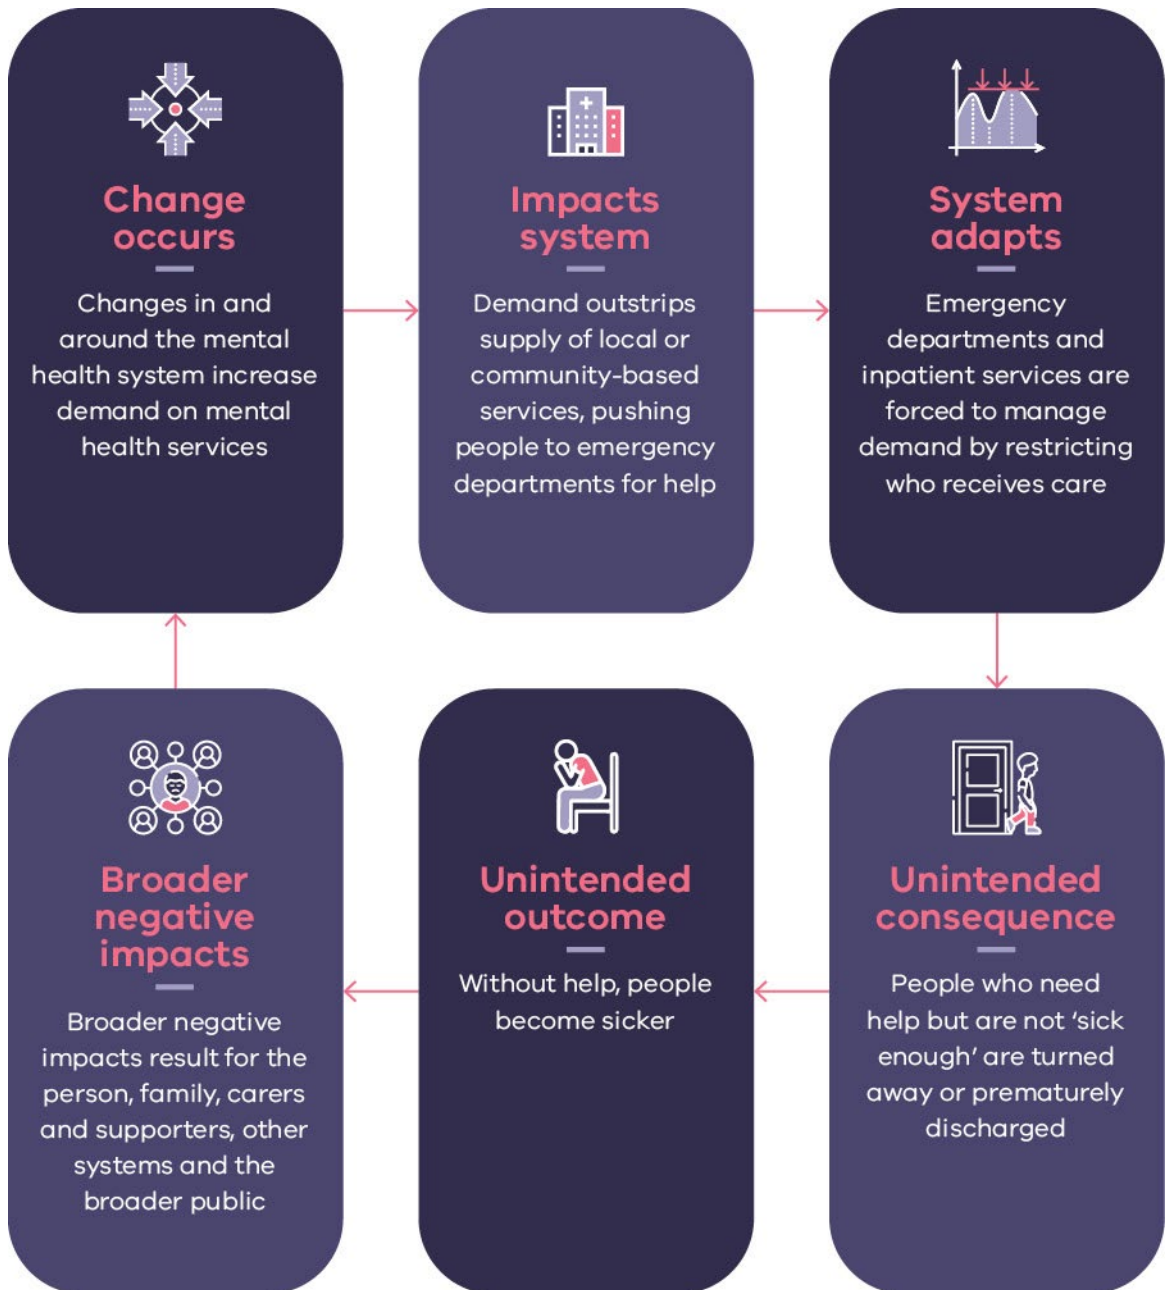 Change
occurs
Changes in and
around the mental
health system increase
demand on mental
health services
Impacts
system
Demand outstrips
supply of local or
community-based
services, pushing
people to emergency
departments for help
System
adapts
Emergency
departments and
inpatient services are
forced to manage
demand by restricting
who receives care
Unintended
consequence
People who need
help but are not ‘sick
enough’ are turned
away or prematurely
discharged
Unintended
outcome
Without help, people
become sicker
Broader
negative
impacts
Broader negative
impacts result for the
person, family, carers
and supporters, other
systems and the
broader public